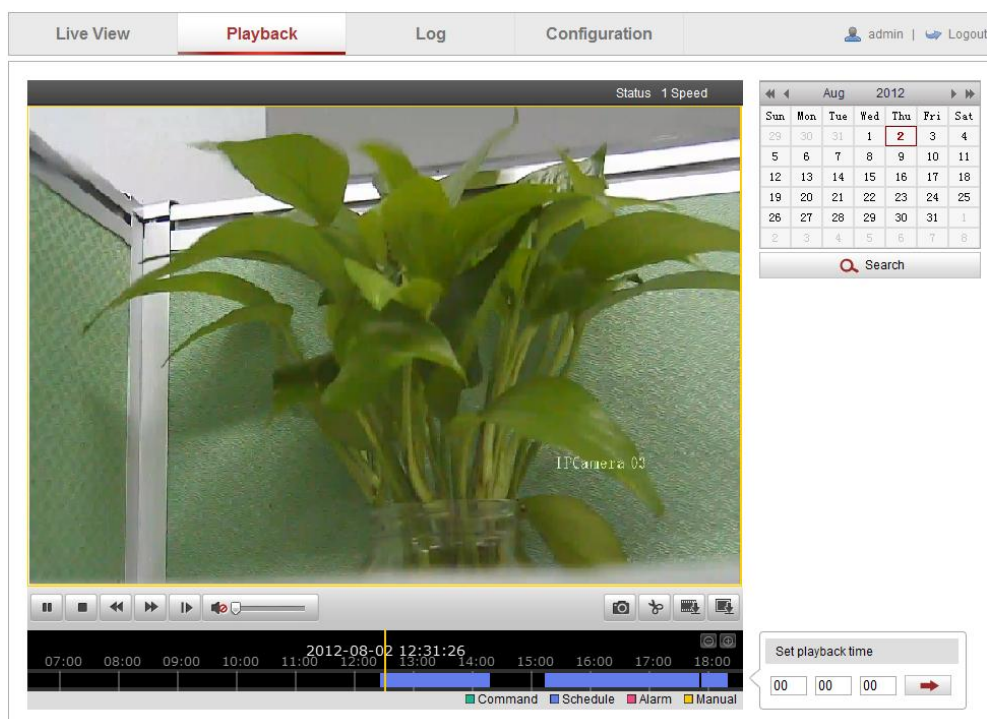 Live View Playback Log Configuration admin | Logout
Status 1 Speed
Aug 2012
Sun Mon Tue Wed Thu Fri Sat
29 30 31 1 2 3 4
5 6 7 8 9 10 11
12 13 14 15 16 17 18
19 20 21 22 23 24 25
26 27 28 29 30 31 1
2 3 4 5 6 7 8
Search
IPCamera 03
2012-08-02 12:31:26
07:00 08:00 09:00 10:00 11:00 12:00 13:00 14:00 15:00 16:00 17:00 18:00
Command Schedule Alarm Manual
Set playback time
00 00 00